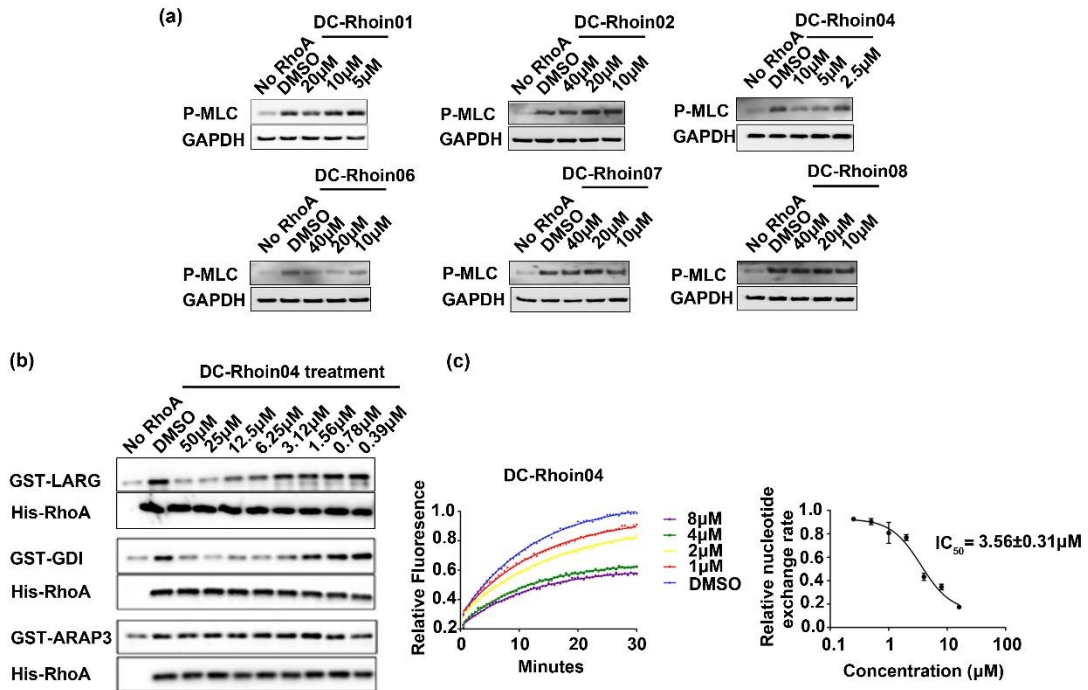 (a)
DC-Rhoin01
No RhoA
DMSO
20µM
10µM
5µM
P-MLC
GAPDH
DC-Rhoin02
No RhoA
DMSO
40µM
20µM
10µM
P-MLC
GAPDH
DC-Rhoin04
No RhoA
DMSO
10µM
5µM
2.5µM
P-MLC
GAPDH
DC-Rhoin06
No RhoA
DMSO
40µM
20µM
10µM
P-MLC
GAPDH
DC-Rhoin07
No RhoA
DMSO
40µM
20µM
10µM
P-MLC
GAPDH
DC-Rhoin08
No RhoA
DMSO
40µM
20µM
10µM
P-MLC
GAPDH
(b)
DC-Rhoin04 treatment
No RhoA
DMSO
50µM
25µM
12.5µM
6.25µM
3.12µM
1.56µM
0.78µM
0.39µM
GST-LARG
His-RhoA
GST-GDI
His-RhoA
GST-ARAP3
His-RhoA
(c)
DC-Rhoin04
Relative Fluoresence
1.0
0.8
0.6
0.4
0.2
0
10
20
30
Minutes
8µM
4µM
2µM
1µM
DMSO
Relative nucleotide
exchange rate
1.0
0.8
0.6
0.4
0.2
0.0
1
10
100
Concentration (µM)
IC50 = 3.56±0.31µM